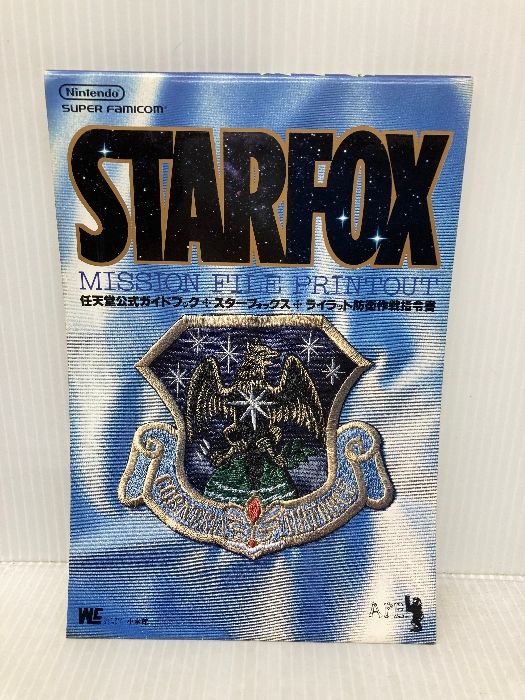 Nintendo
SUPER FAMICOM
STARFOX
MISSION FILE PRINTOUT
任天堂公式ガイドブック+スターフォックス+ライラット防衛作戦指令書
APE